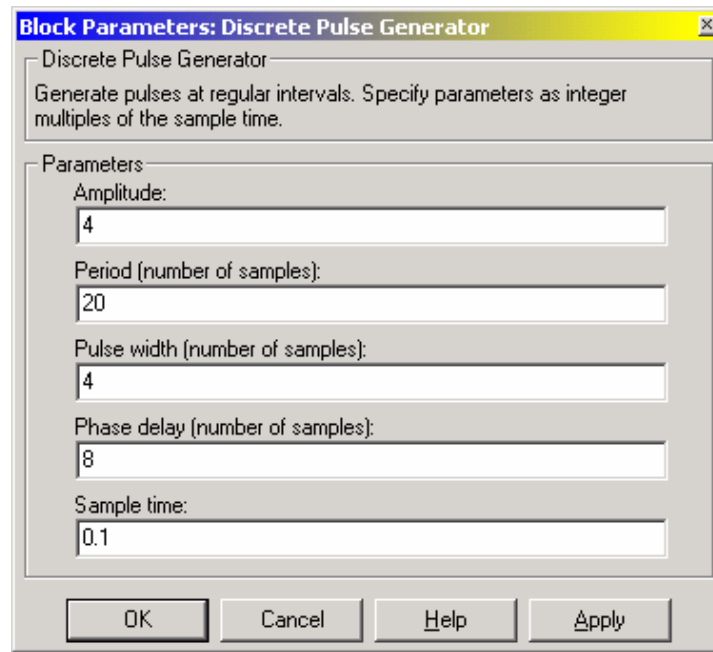 Block Parameters: Discrete Pulse Generator
Discrete Pulse Generator
Generate pulses at regular intervals. Specify parameters as integer
multiples of the sample time.
Parameters
Amplitude:
4
Period (number of samples):
20
Pulse width (number of samples):
4
Phase delay (number of samples):
8
Sample time:
0.1
OK Cancel Help Apply